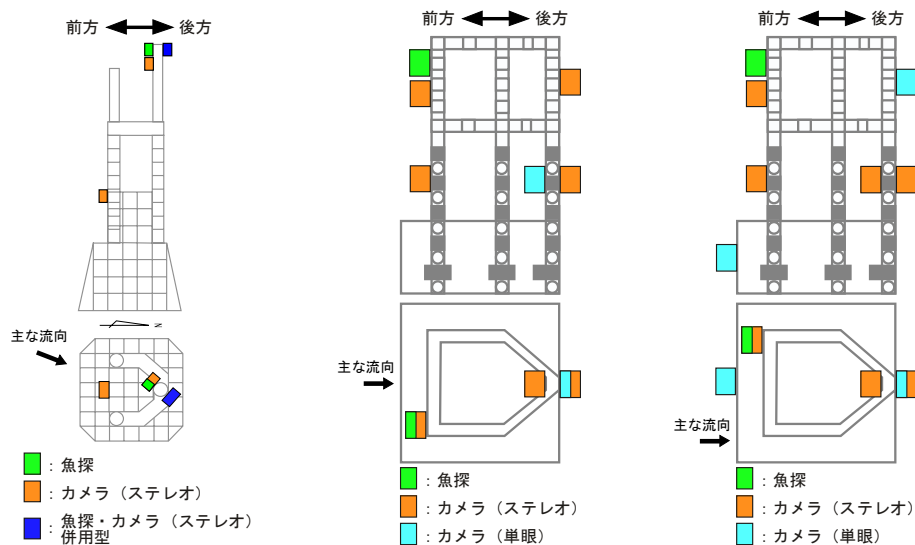 前方 後方
主な流向
N
: 魚探
: カメラ（ステレオ）
: 魚探・カメラ（ステレオ）
併用型
前方 後方
主な流向
: 魚探
: カメラ（ステレオ）
: カメラ（単眼）
前方 後方
主な流向
: 魚探
: カメラ（ステレオ）
: カメラ（単眼）